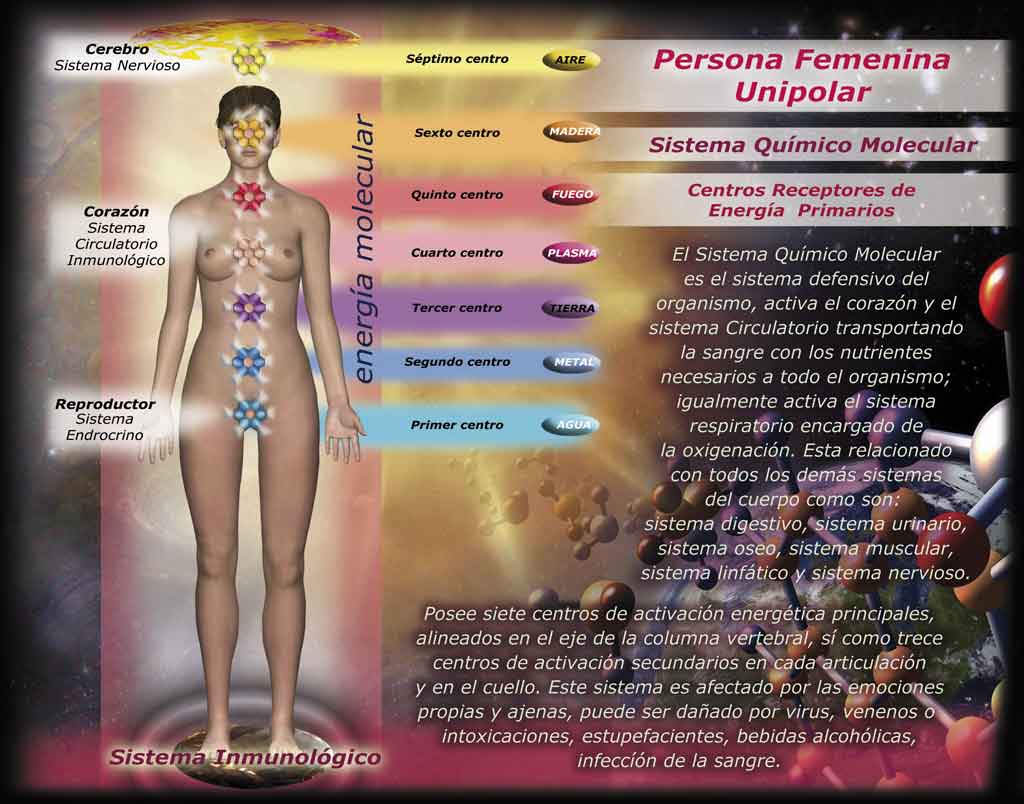 Cerebro
Sistema Nervioso
Séptimo centro
AIRE
Persona Femenina
Unipolar
Sexto centro
MADERA
Sistema Químico Molecular
energía molecular
Quinto centro
FUEGO
Centros Receptores de
Energía Primarios
Corazón
Sistema
Circulatorio
Inmunológico
Cuarto centro
PLASMA
Tercer centro
TIERRA
Segundo centro
METAL
Reproductor
Sistema
Endrocrino
Primer centro
AGUA
El Sistema Químico Molecular
es el sistema defensivo del
organismo, activa el corazón y el
sistema Circulatorio transportando
la sangre con los nutrientes
necesarios a todo el organismo;
igualmente activa el sistema
respiratorio encargado de
la oxigenación. Esta relacionado
con todos los demás sistemas
del cuerpo como son:
sistema digestivo, sistema urinario,
sistema oseo, sistema muscular,
sistema linfático y sistema nervioso.
Posee siete centros de activación energética principales,
alineados en el eje de la columna vertebral, sí como trece
centros de activación secundarios en cada articulación
y en el cuello. Este sistema es afectado por las emociones
propias y ajenas, puede ser dañado por virus, venenos o
intoxicaciones, estupefacientes, bebidas alcohólicas,
infección de la sangre.
Sistema Inmunológico